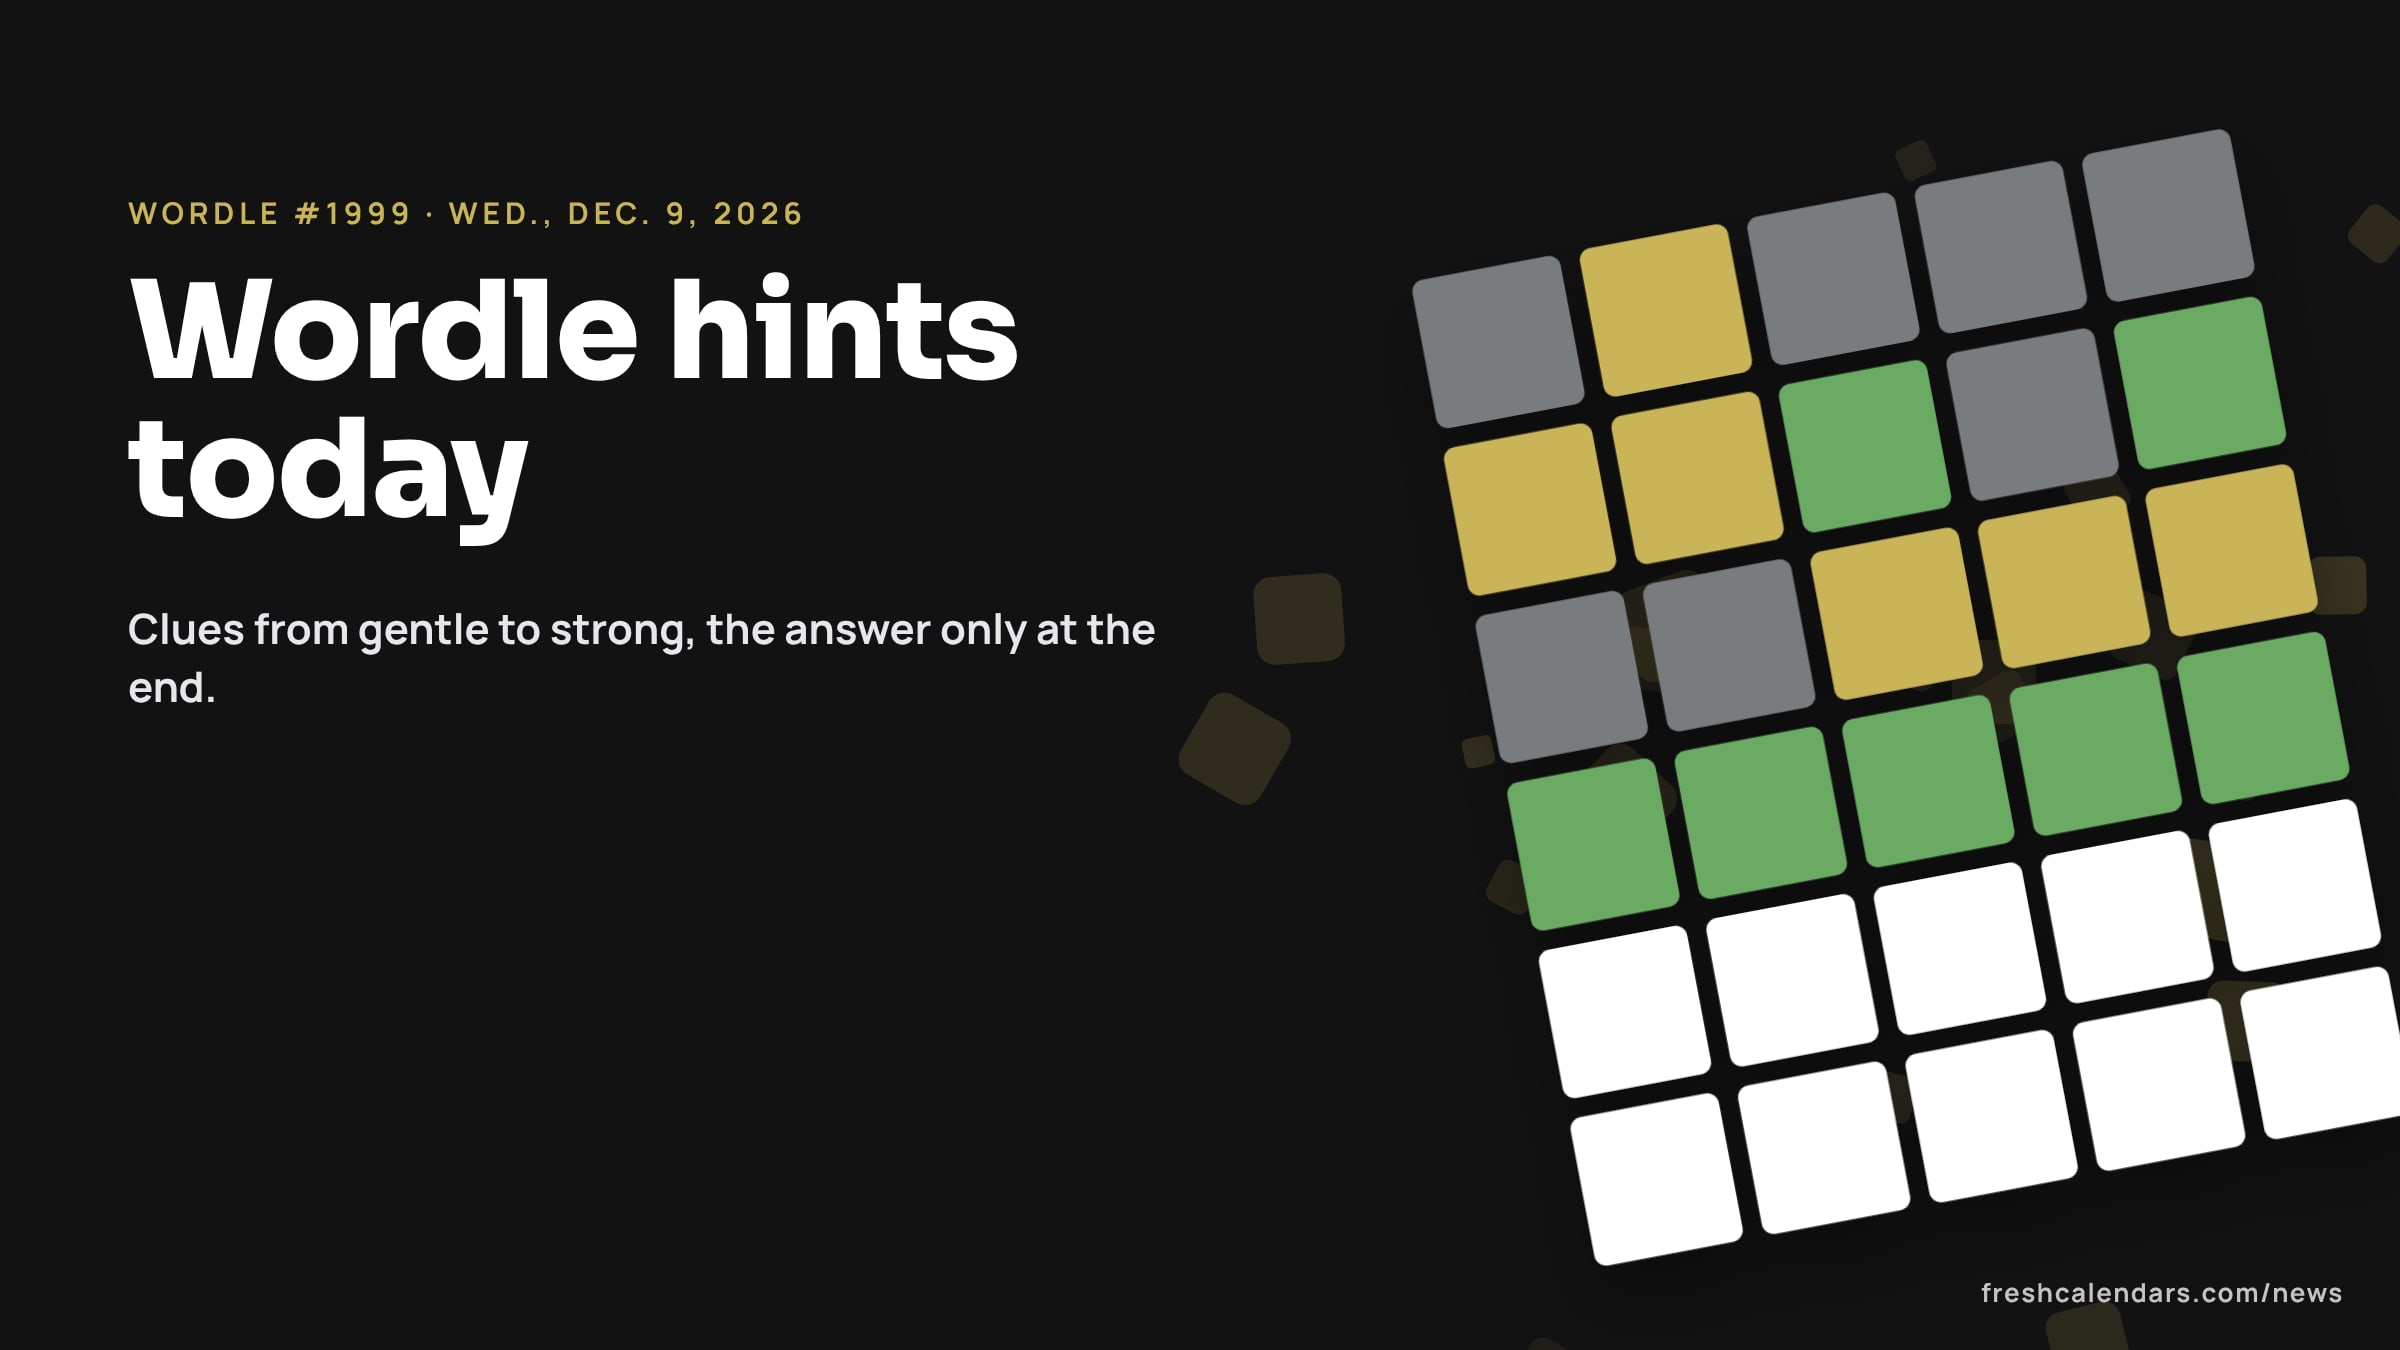 WORDLE #1999 · WED., DEC. 9, 2026
Wordle hints
today
Clues from gentle to strong, the answer only at the
end.
freshcalendars.com/news